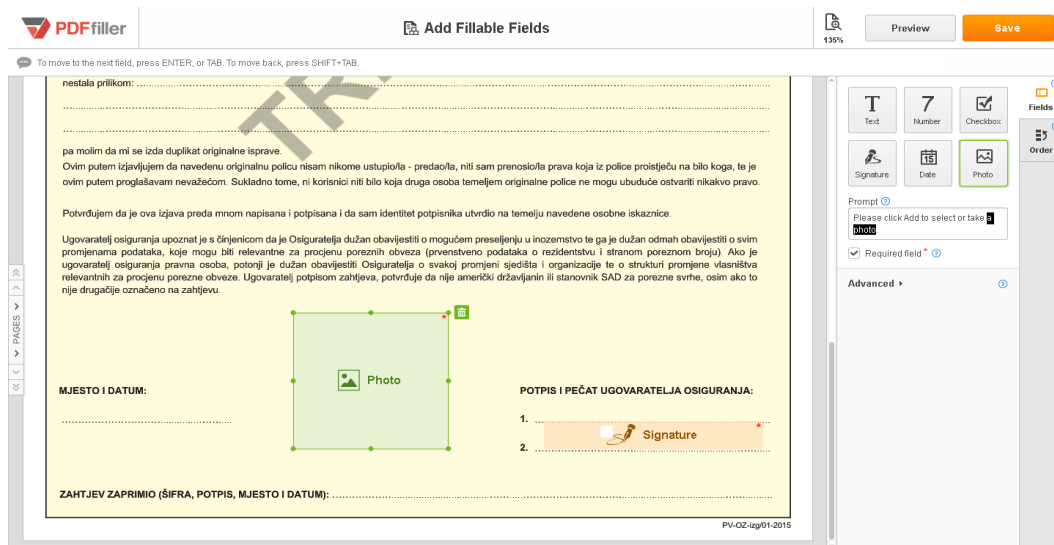 PDFfiller
Add Fillable Fields
135%
Preview
Save
To move to the next field, press ENTER, or TAB. To move back, press SHIFT+TAB.
nestala prilikom:
pa molim da mi se izda duplikat originalne isprave.
Ovim putem izjavljujem da navedenu originalnu policu nisam nikome ustupio/la - predao/la, niti sam prenosio/la prava koja iz police proistječu na bilo koga, te je
ovim putem proglašavam nevažećom. Sukladno tome, ni korisnici niti bilo koja druga osoba temeljem originalne police ne mogu ubuduće ostvariti nikakvo pravo.
Potvrđujem da je ova izjava preda mnom napisana i potpisana i da sam identitet potpisnika utvrdio na temelju navedene osobne iskaznice.
Ugovaratelj osiguranja upoznat je s činjenicom da je Osiguratelja dužan obavijestiti o mogućem preseljenju u inozemstvo te ga je dužan odmah obavijestiti o svim
promjenama podataka, koje mogu biti relevantne za procjenu poreznih obveza (prvenstveno podataka o rezidentstvu i stranom poreznom broju). Ako je
ugovaratelj osiguranja pravna osoba, potonji je dužan obavijestiti Osiguratelja o svakoj promjeni sjedišta i organizacije te o strukturi promjene vlasništva
relevantnih za procjenu porezne obveze. Ugovaratelj potpisom zahtjeva, potvrđuje da nije američki državljanin ili stanovnik SAD za porezne svrhe, osim ako to
nije drugačije označeno na zahtjevu.
Photo
MJESTO I DATUM:
POTPIS I PEČAT UGOVARATELJA OSIGURANJA:
1.
Signature
2.
ZAHTJEV ZAPRIMIO (ŠIFRA, POTPIS, MJESTO I DATUM):
PV-OZ-izg/01-2015
PAGES
T
Text
7
Number
Checkbox
Signature
15
Date
Photo
Prompt
Please click Add to select or take a
photo
Required field *
Advanced
Fields
Order